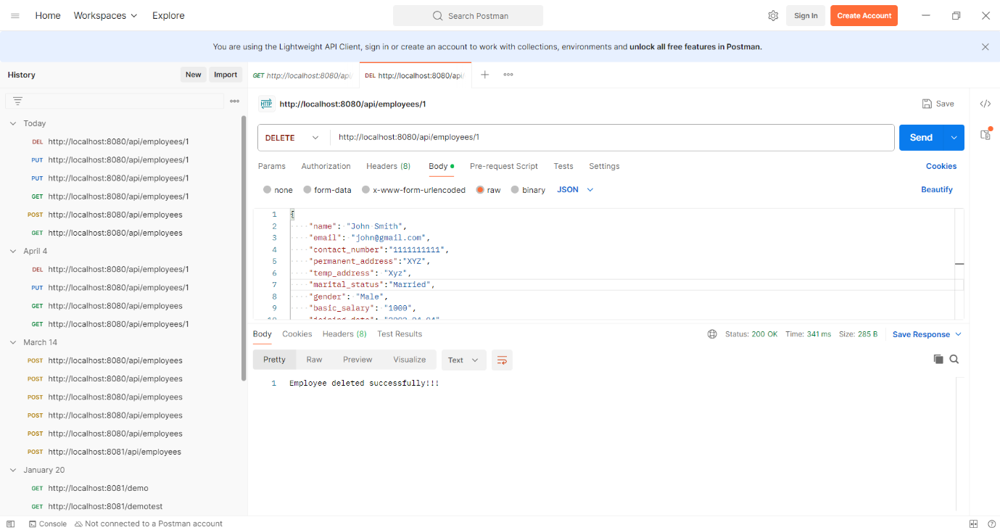 Home Workspaces Explore Search Postman Sign In Create Account
You are using the Lightweight API Client, sign in or create an account to work with collections, environments and unlock all free features in Postman.
History New Import GET http://localhost:8080/api/ DEL http://localhost:8080/api/
HTTP http://localhost:8080/api/employees/1 Save
Today
DEL http://localhost:8080/api/employees/1
PUT http://localhost:8080/api/employees/1
PUT http://localhost:8080/api/employees/1
GET http://localhost:8080/api/employees/1
POST http://localhost:8080/api/employees
GET http://localhost:8080/api/employees
April 4
DEL http://localhost:8080/api/employees/1
PUT http://localhost:8080/api/employees/1
GET http://localhost:8080/api/employees
GET http://localhost:8080/api/employees/1
March 14
POST http://localhost:8080/api/employees
POST http://localhost:8080/api/employees
POST http://localhost:8080/api/employees
POST http://localhost:8080/api/employees
POST http://localhost:8080/api/employees
POST http://localhost:8081/api/employees
January 20
GET http://localhost:8081/demo
GET http://localhost:8081/demotest
DELETE http://localhost:8080/api/employees/1 Send
Params Authorization Headers (8) Body Pre-request Script Tests Settings Cookies
none form-data x-www-form-urlencoded raw binary JSON Beautify
1 {
2 "name": "John Smith",
3 "email": "john@gmail.com",
4 "contact_number":"1111111111",
5 "permanent_address":"XYZ",
6 "temp_address": "Xyz",
7 "marital_status":"Married",
8 "gender": "Male",
9 "basic_salary": "1000",
10 "joining_date": "2003-04-04"
Body Cookies Headers (8) Test Results Status: 200 OK Time: 341 ms Size: 285 B Save Response
Pretty Raw Preview Visualize Text
1 Employee deleted successfully!!!
Console Not connected to a Postman account